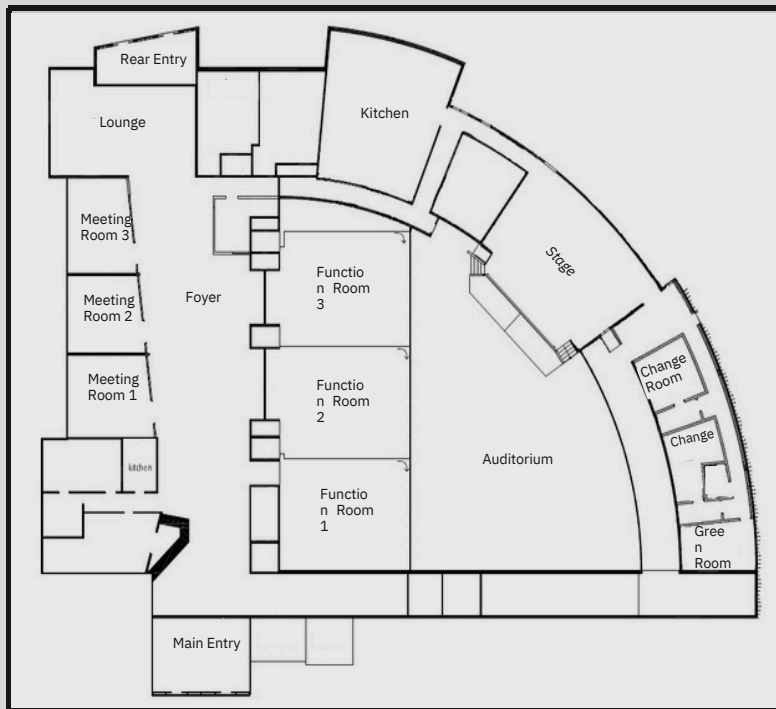 Rear Entry
Lounge
Kitchen
Meeting
Room 3
Stage
Functio
n Room
3
Meeting
Room 2
Foyer
Meeting
Room 1
Functio
n Room
2
Change
Room
Change
kitchen
Auditorium
Functio
n Room
1
Gree
n
Room
Main Entry